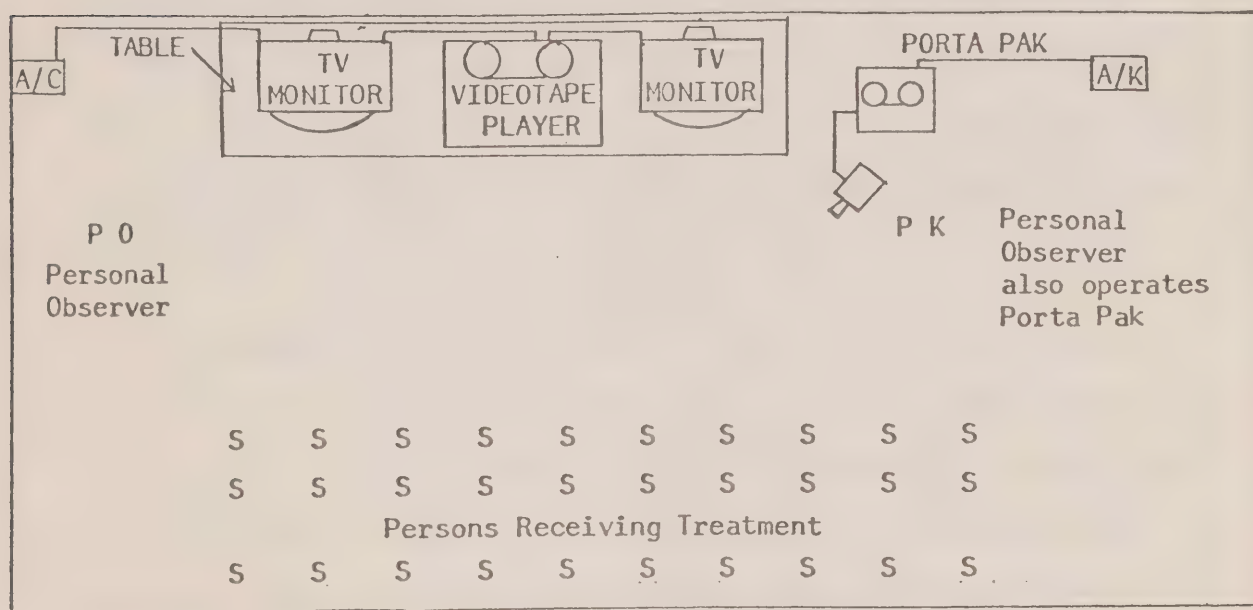 TABLE
PORTA PAK
A/C
TV
MONITOR
VIDEOTAPE
PLAYER
TV
MONITOR
A/K
P O
Personal
Observer
P K
Personal
Observer
also operates
Porta Pak
S S S S S S S S S S
S S S S S S S S S S
Persons Receiving Treatment
S S S S S S S S S S